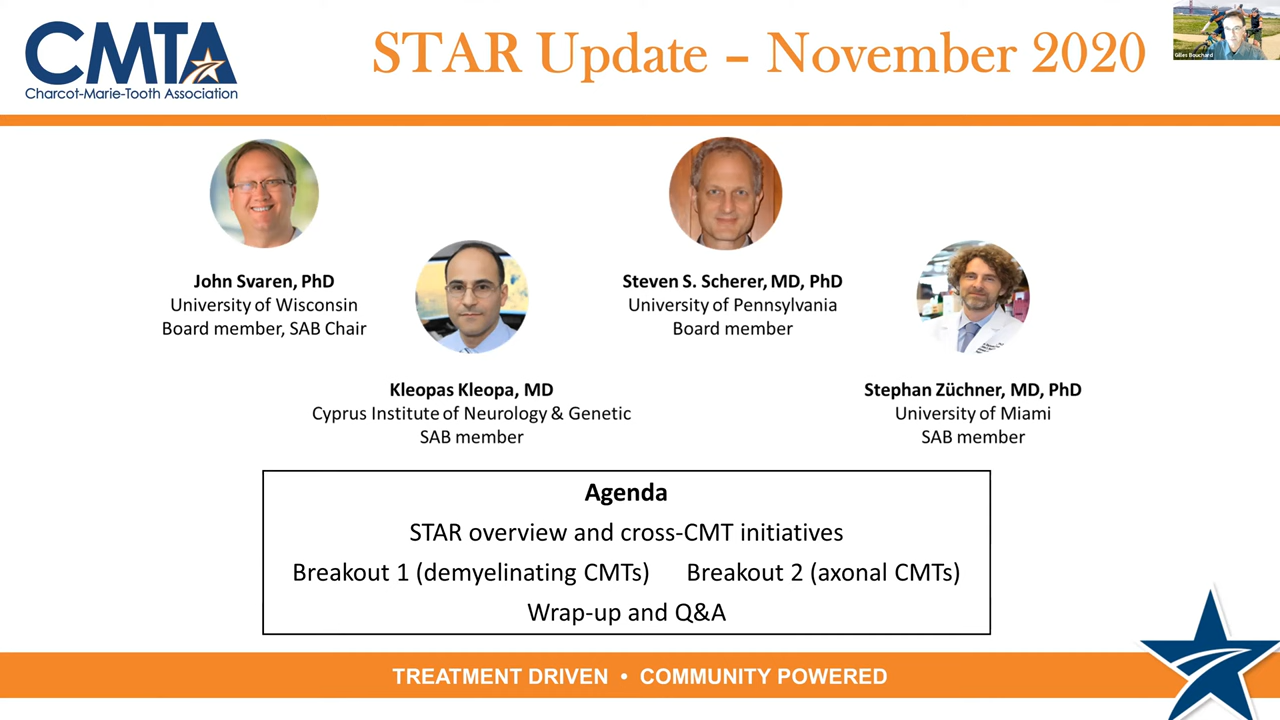 CMTA
Charcot-Marie-Tooth Association
STAR Update – November 2020
Gilles Bouchard
John Svaren, PhD
University of Wisconsin
Board member, SAB Chair
Kleopas Kleopa, MD
Cyprus Institute of Neurology & Genetic
SAB member
Steven S. Scherer, MD, PhD
University of Pennsylvania
Board member
Stephan Züchner, MD, PhD
University of Miami
SAB member
Agenda
STAR overview and cross-CMT initiatives
Breakout 1 (demyelinating CMTs) Breakout 2 (axonal CMTs)
Wrap-up and Q&A
TREATMENT DRIVEN • COMMUNITY POWERED